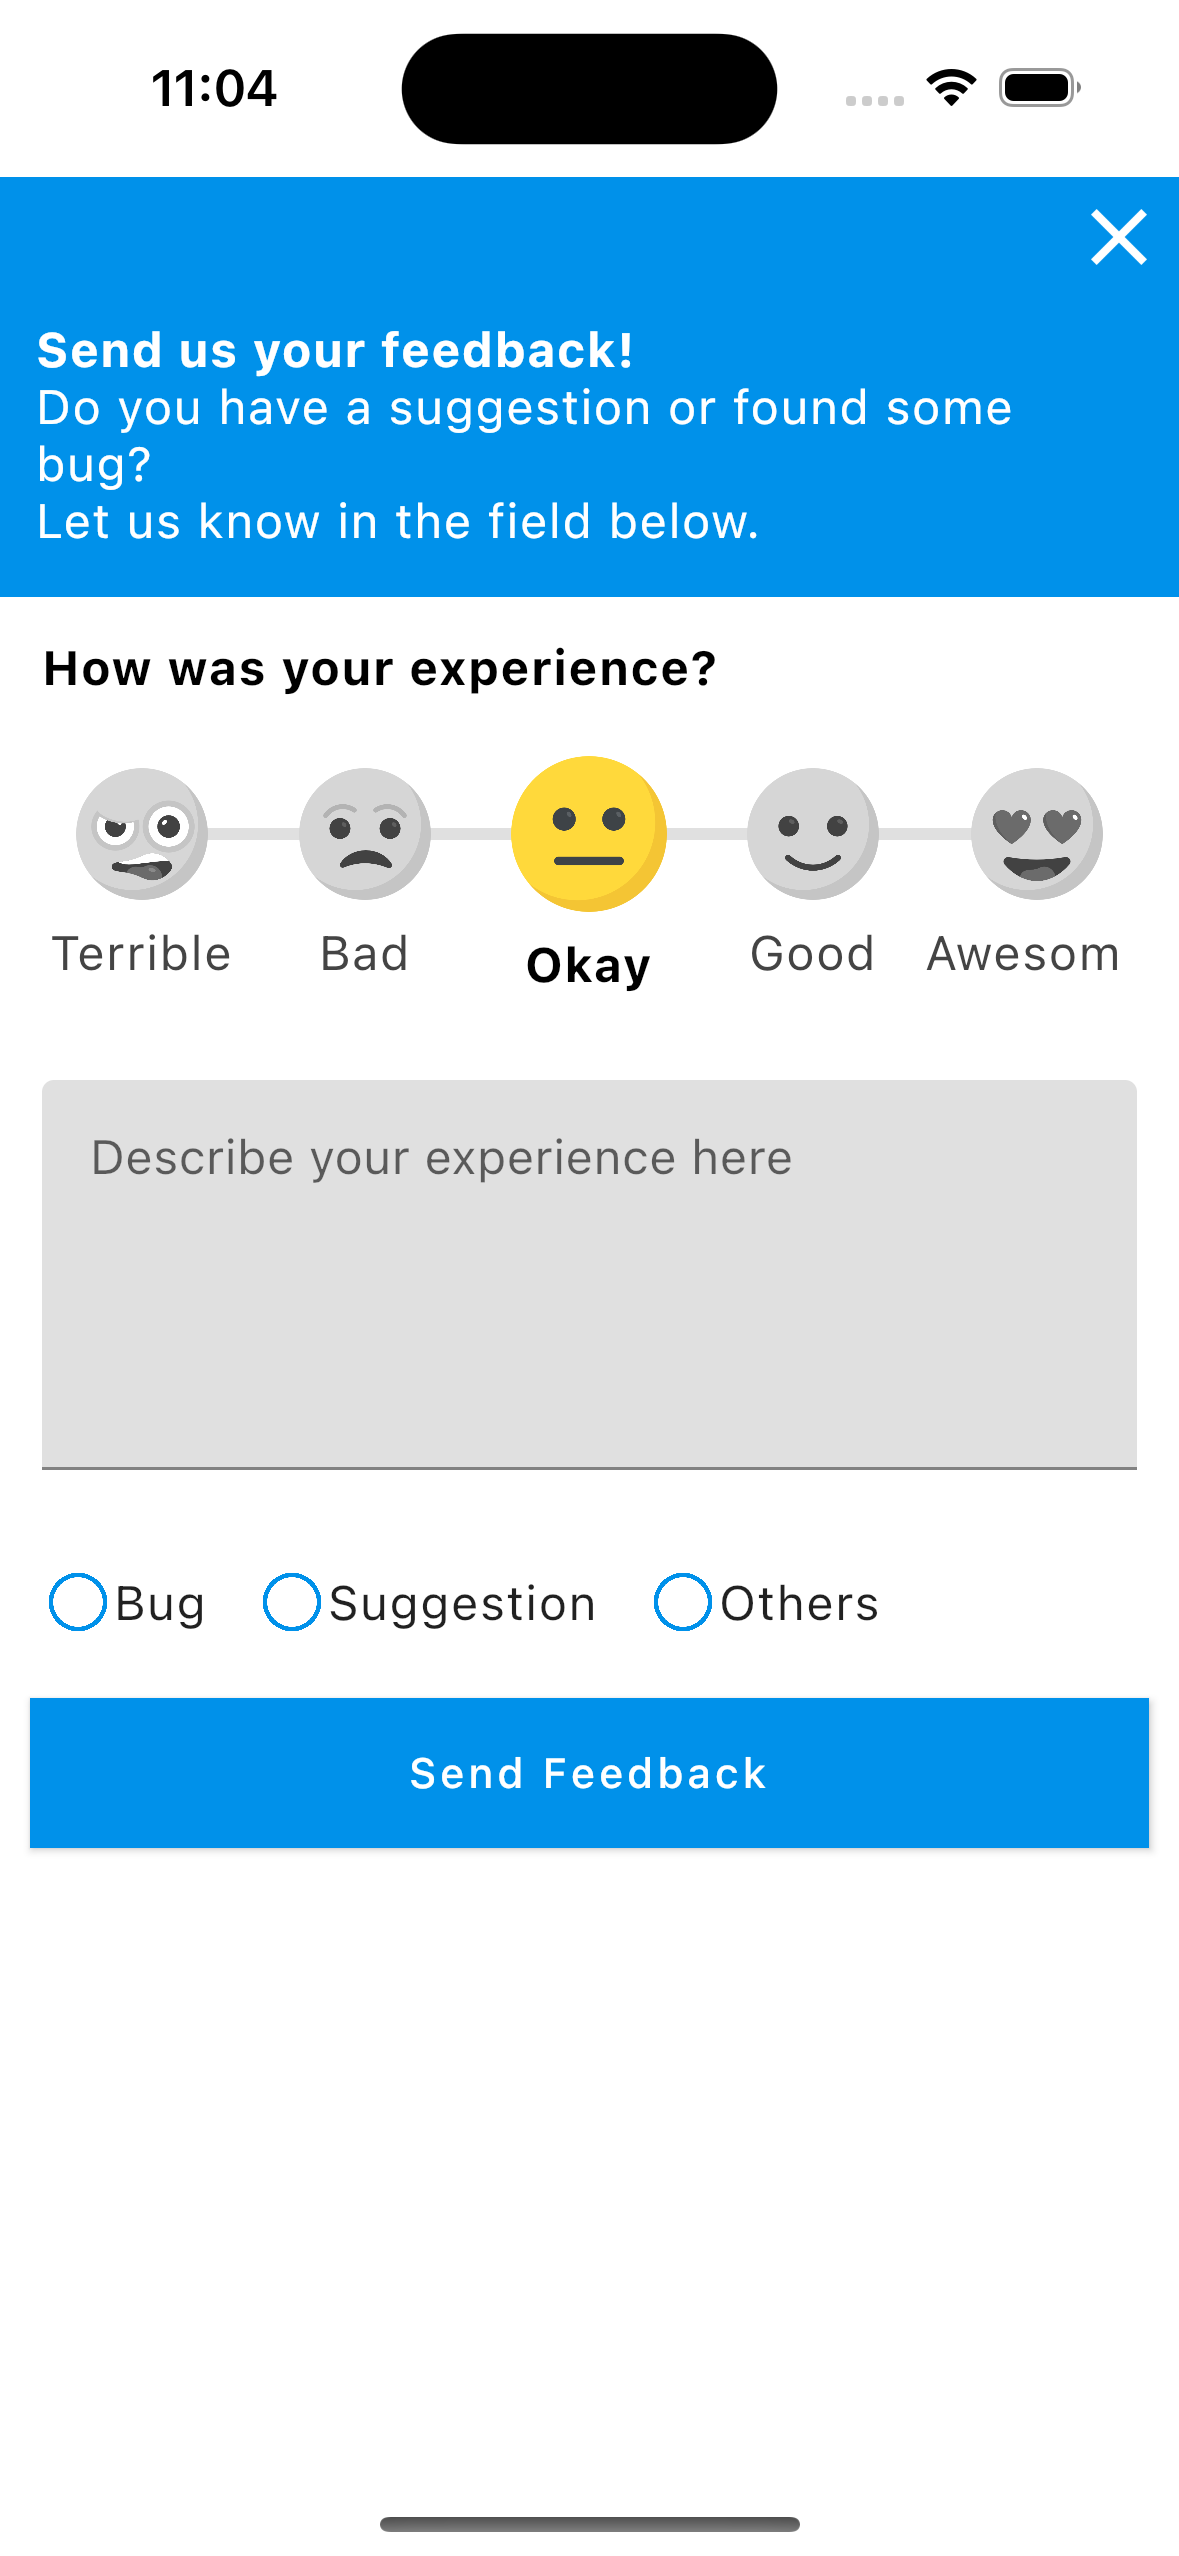 11:04
Send us your feedback!
Do you have a suggestion or found some
bug?
Let us know in the field below.
How was your experience?
Terrible Bad Okay Good Awesom
Describe your experience here
Bug Suggestion Others
Send Feedback